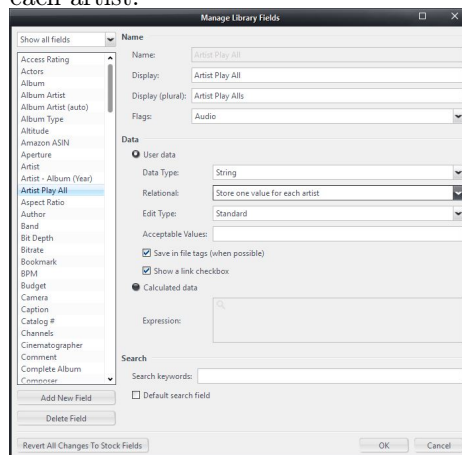 each artist.
Manage Library Fields
Show all fields
Access Rating
Actors
Album
Album Artist
Album Artist (auto)
Album Type
Altitude
Amazon ASIN
Aperture
Artist
Artist - Album (Year)
Artist Play All
Aspect Ratio
Author
Band
Bit Depth
Bitrate
Bookmark
BPM
Budget
Camera
Caption
Catalog #
Channels
Cinematographer
Comment
Complete Album
Composer
Add New Field
Delete Field
Name
Name: Artist Play All
Display: Artist Play All
Display (plural): Artist Play Alls
Flags: Audio
Data
User data
Data Type: String
Relational: Store one value for each artist
Edit Type: Standard
Acceptable Values:
Save in file tags (when possible)
Show a link checkbox
Calculated data
Expression:
Search
Search keywords:
Default search field
Revert All Changes To Stock Fields
OK Cancel